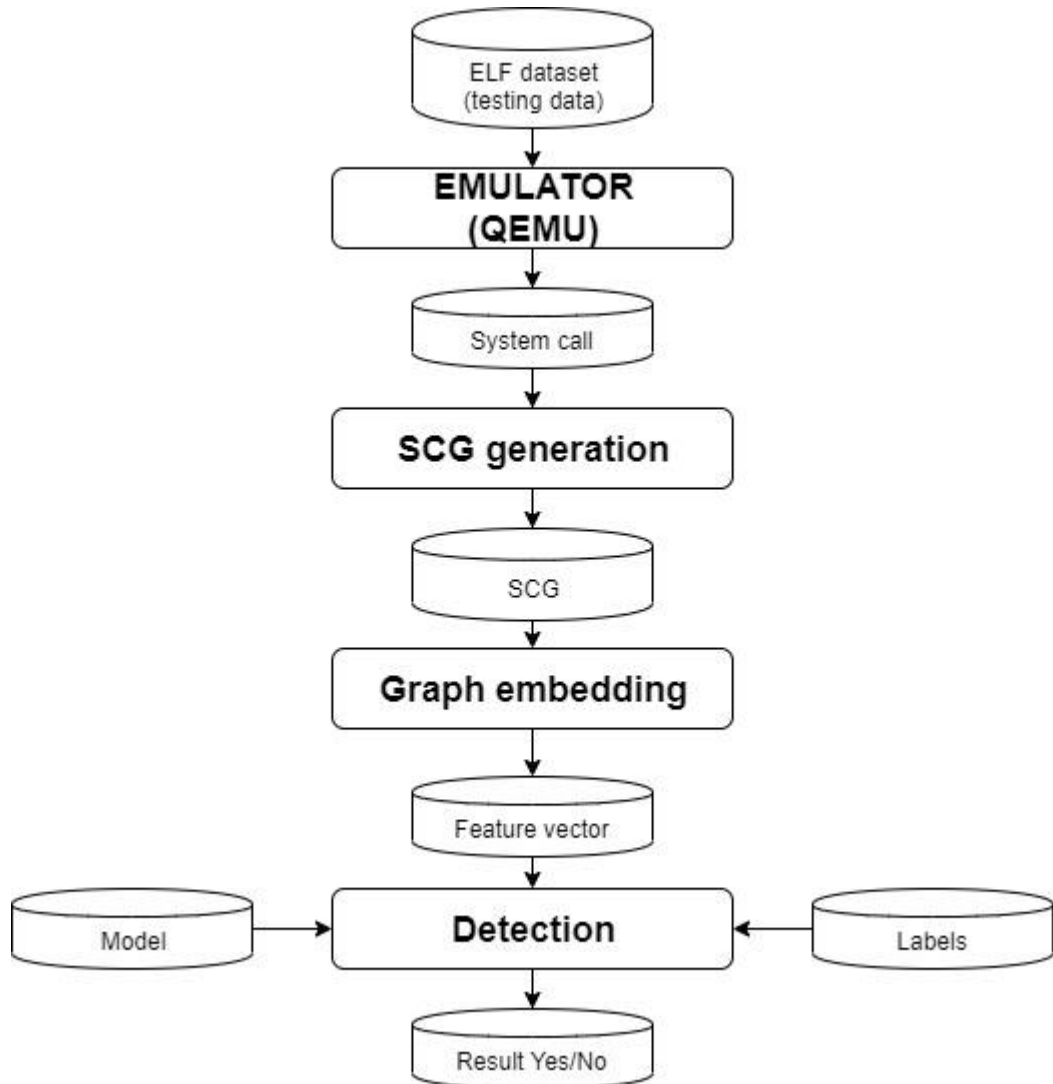 ELF dataset
(testing data)
EMULATOR
(QEMU)
System call
SCG generation
SCG
Graph embedding
Feature vector
Model
Detection
Labels
Result Yes/No